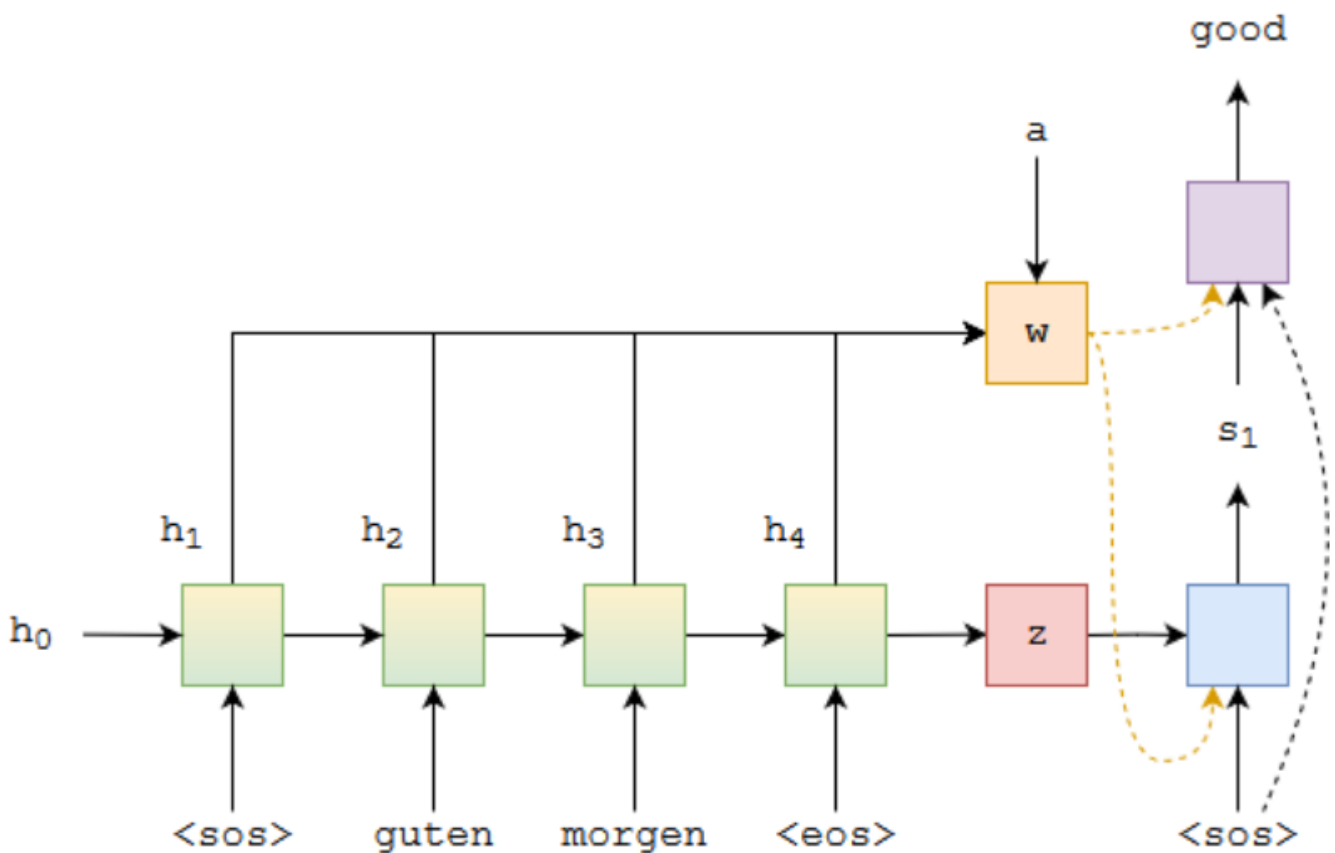 good
a
w
s₁
h₁ h₂ h₃ h₄
h₀ z
<sos> guten morgen <eos> <sos>